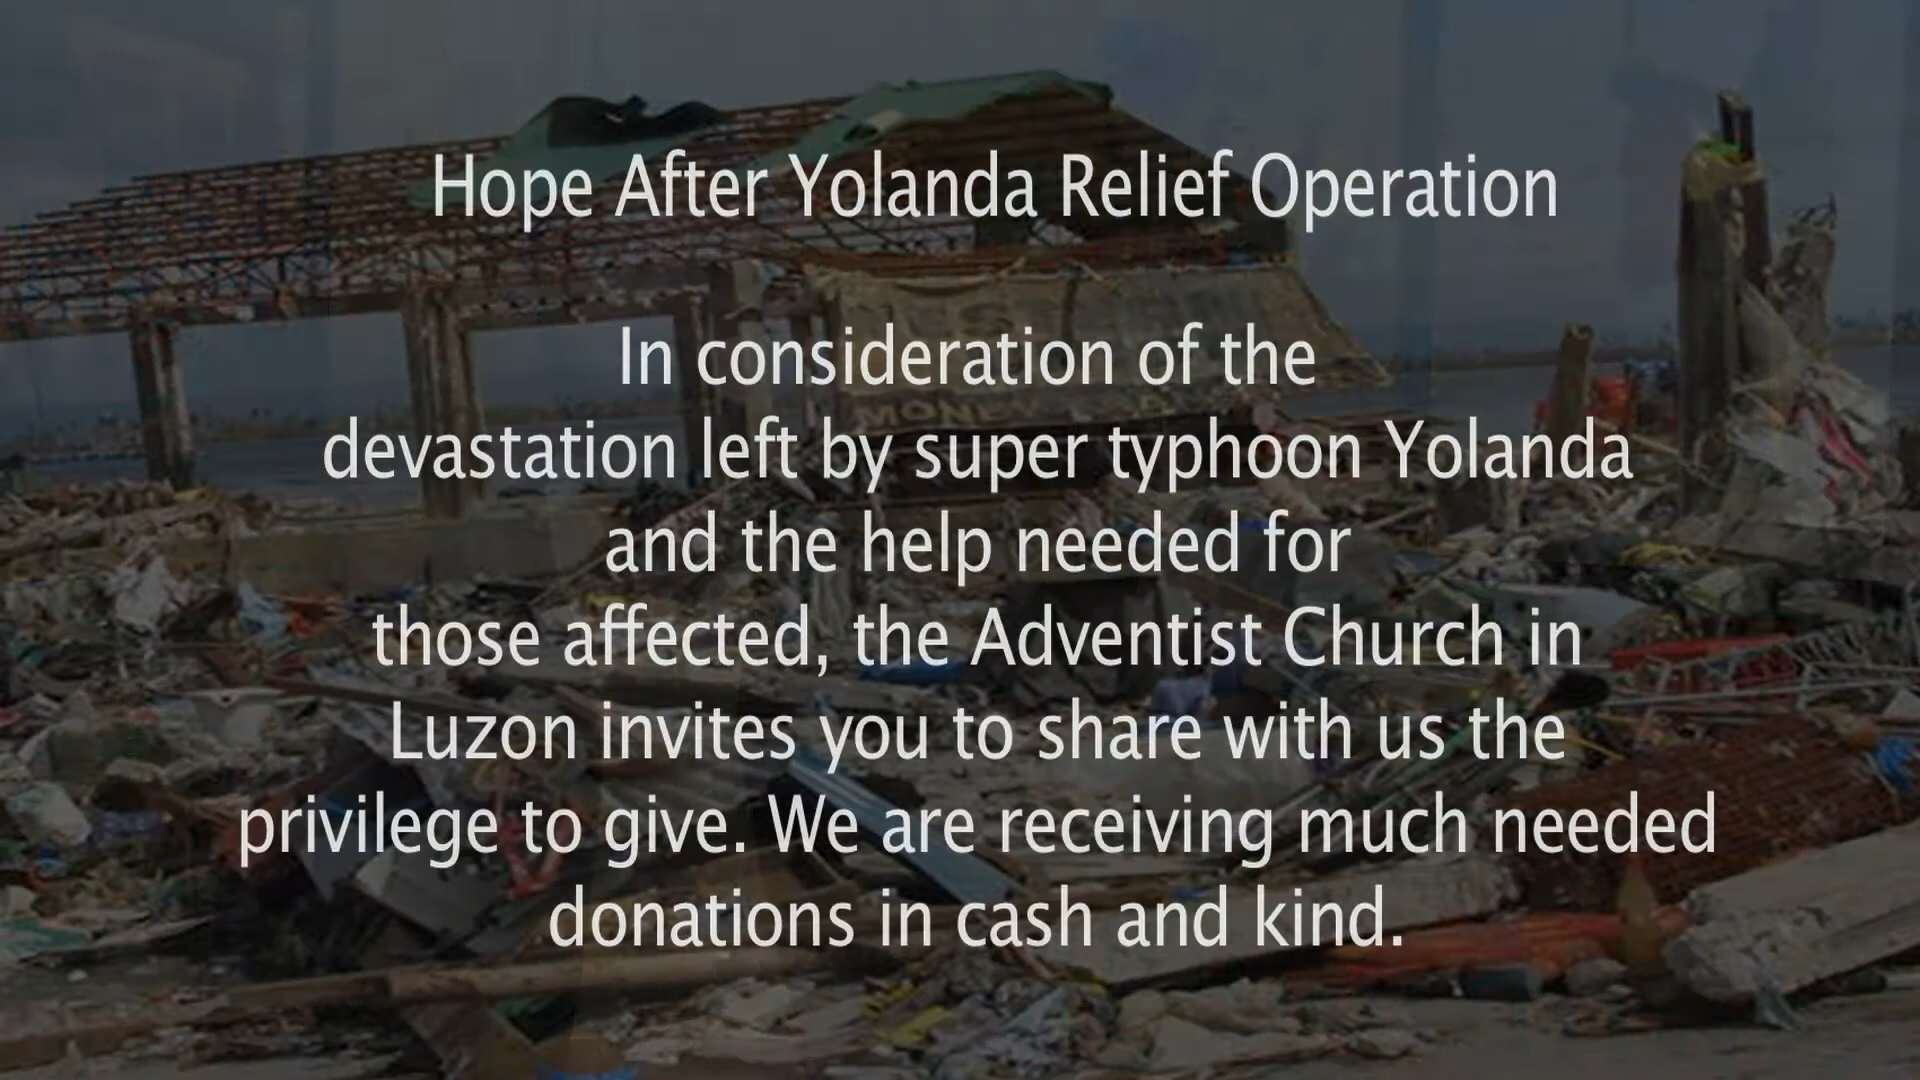 Hope After Yolanda Relief Operation
In consideration of the
devastation left by super typhoon Yolanda
and the help needed for
those affected, the Adventist Church in
Luzon invites you to share with us the
privilege to give. We are receiving much needed
donations in cash and kind.
MONEY